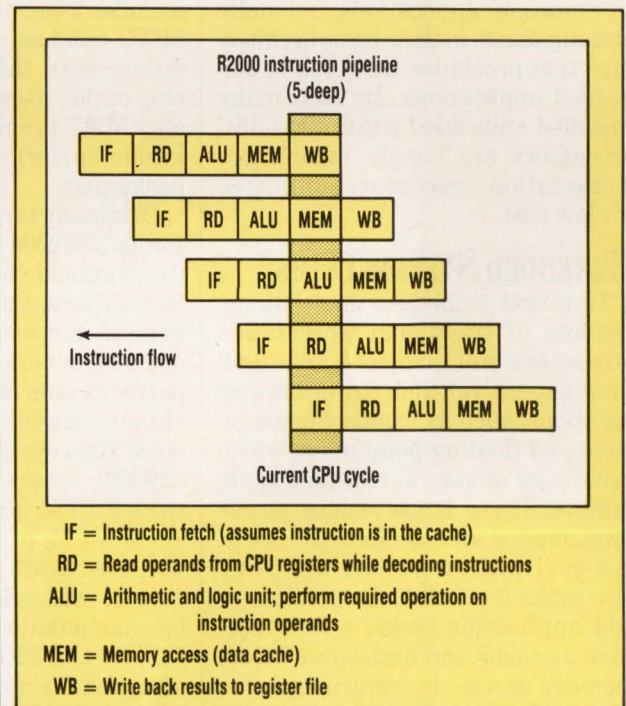 R2000 instruction pipeline
(5-deep)
IF RD ALU MEM WB
IF RD ALU MEM WB
IF RD ALU MEM WB
IF RD ALU MEM WB
IF RD ALU MEM WB
Instruction flow
Current CPU cycle
IF = Instruction fetch (assumes instruction is in the cache)
RD = Read operands from CPU registers while decoding instructions
ALU = Arithmetic and logic unit; perform required operation on
instruction operands
MEM = Memory access (data cache)
WB = Write back results to register file